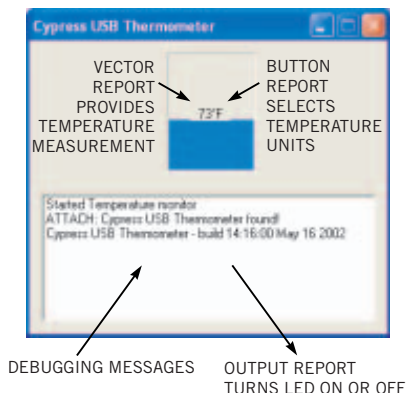 Cypress USB Thermometer
VECTOR
REPORT
PROVIDES
TEMPERATURE
MEASUREMENT
73°F
BUTTON
REPORT
SELECTS
TEMPERATURE
UNITS
Started Temperature monitor
ATTACH: Cypress USB Thermometer found!
Cypress USB Thermometer - build 14:16:00 May 16 2002
DEBUGGING MESSAGES
OUTPUT REPORT
TURNS LED ON OR OFF